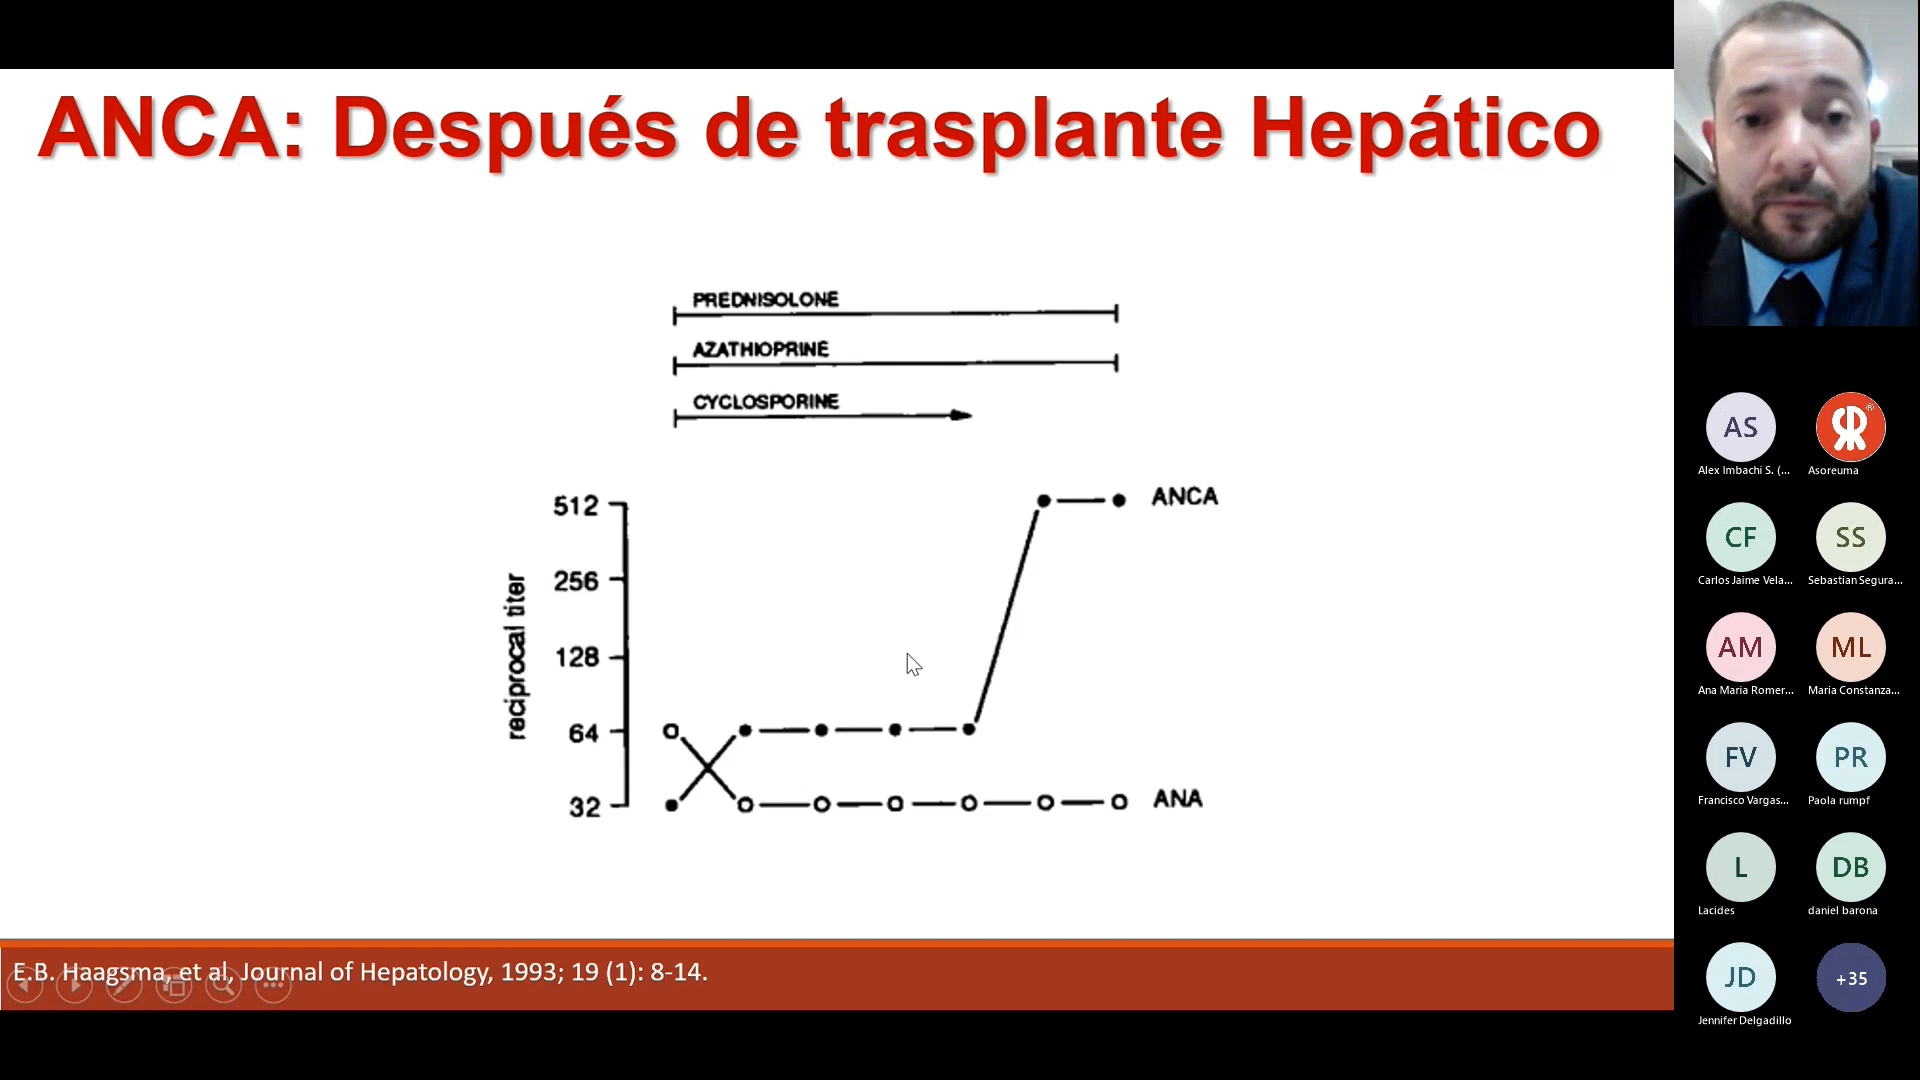 ANCA: Después de trasplante Hepático
PREDNISOLONE
AZATHIOPRINE
CYCLOSPORINE
512
256
128
64
32
reciprocal titer
ANCA
ANA
E.B. Haagsma, et al, Journal of Hepatology, 1993; 19 (1): 8-14.
AS
Alex Imbachi S. (...
(R)
Asoreuma
CF
Carlos Jaime Vela...
SS
Sebastian Segura...
AM
Ana Maria Romer...
ML
Maria Constanza...
FV
Francisco Vargas...
PR
Paola rumpf
L
Lacides
DB
daniel barona
JD
Jennifer Delgadillo
+35